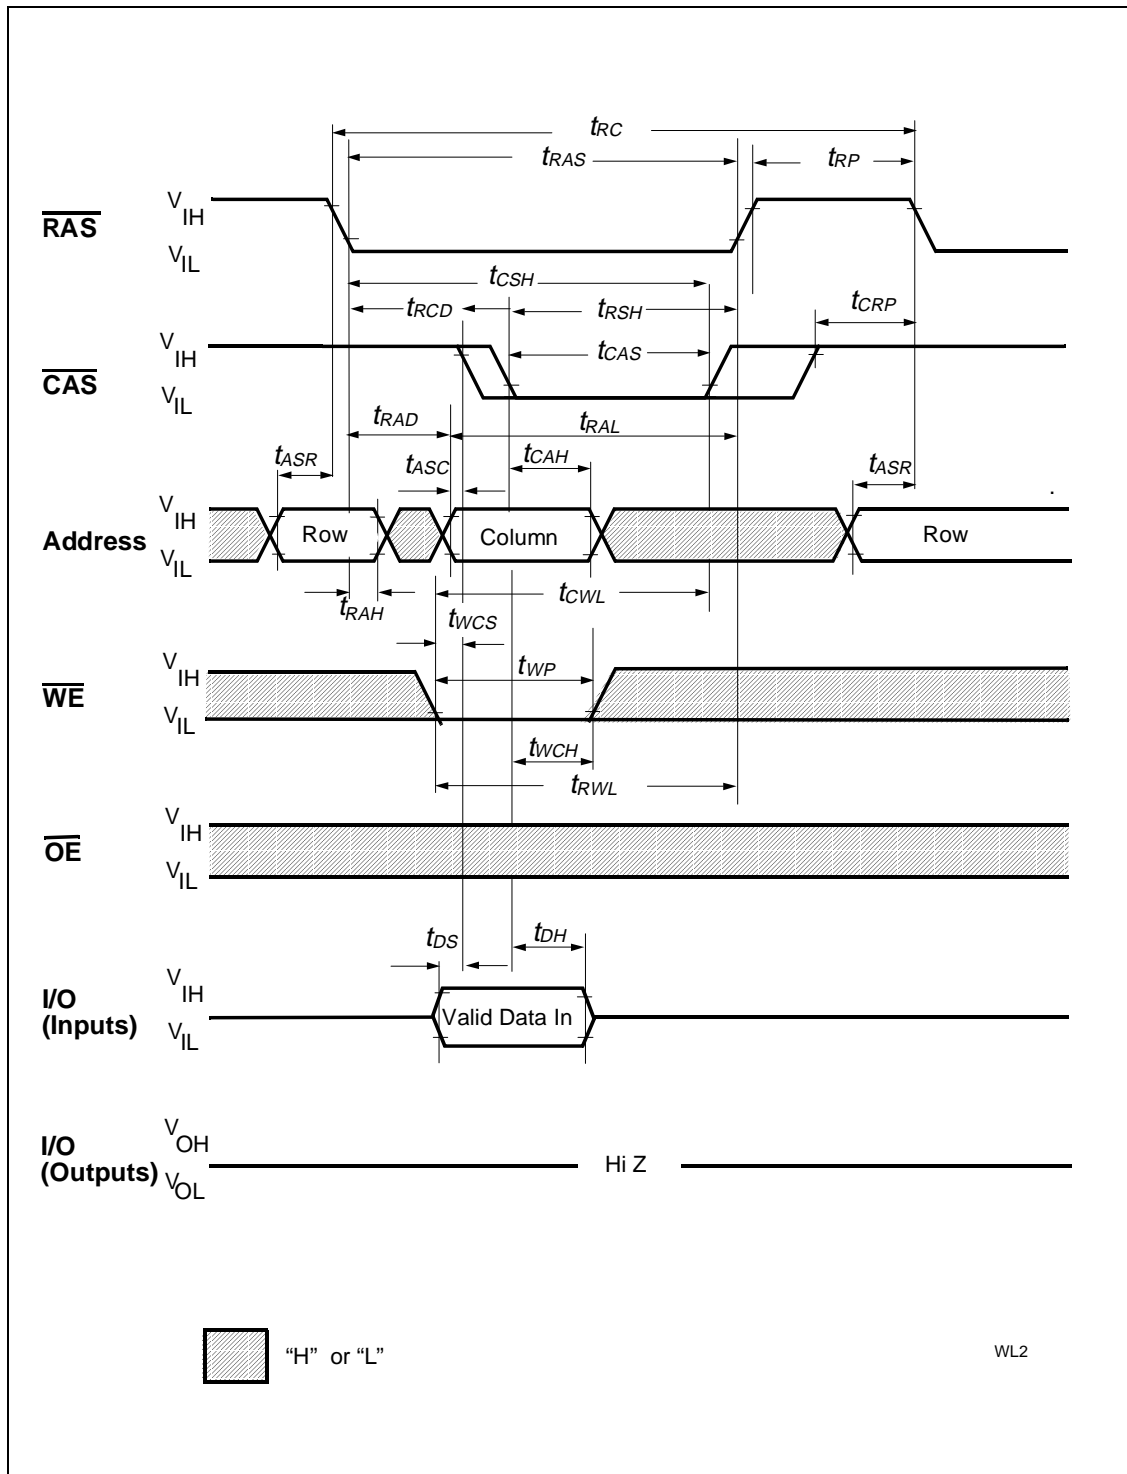 tRC
tRAS
tRP
RAS
VIH
VIL
tCSH
tRCD
tRSH
tCRP
CAS
VIH
VIL
tCAS
tRAD
tRAL
tASR
tASC
tCAH
tASR
Address
VIH
VIL
Row
Column
Row
tRAH
tWCS
tCWL
WE
VIH
VIL
tWP
tWCH
tRWL
OE
VIH
VIL
tDS
tDH
I/O
(Inputs)
VIH
VIL
Valid Data In
I/O
(Outputs)
VOH
VOL
Hi Z
“H” or “L”
WL2